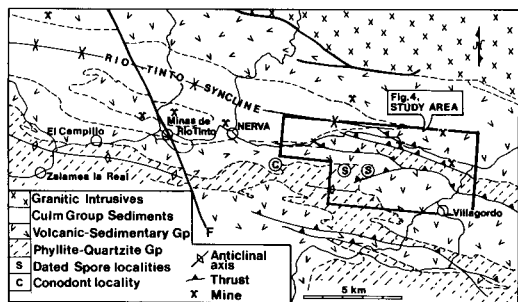 RIO-TINTO SYNCLINE
N
Fig.4,
STUDY AREA
El Campillo
Minas de
RioTinto
NERVA
Zalamea la Real
C
S
S
Villagordo
F
Granitic Intrusives
Culm Group Sediments
Volcanic-Sedimentary Gp
Phyllite-Quartzite Gp
S Dated Spore localities
C Conodont locality
Anticlinal
axis
Thrust
X Mine
5 km